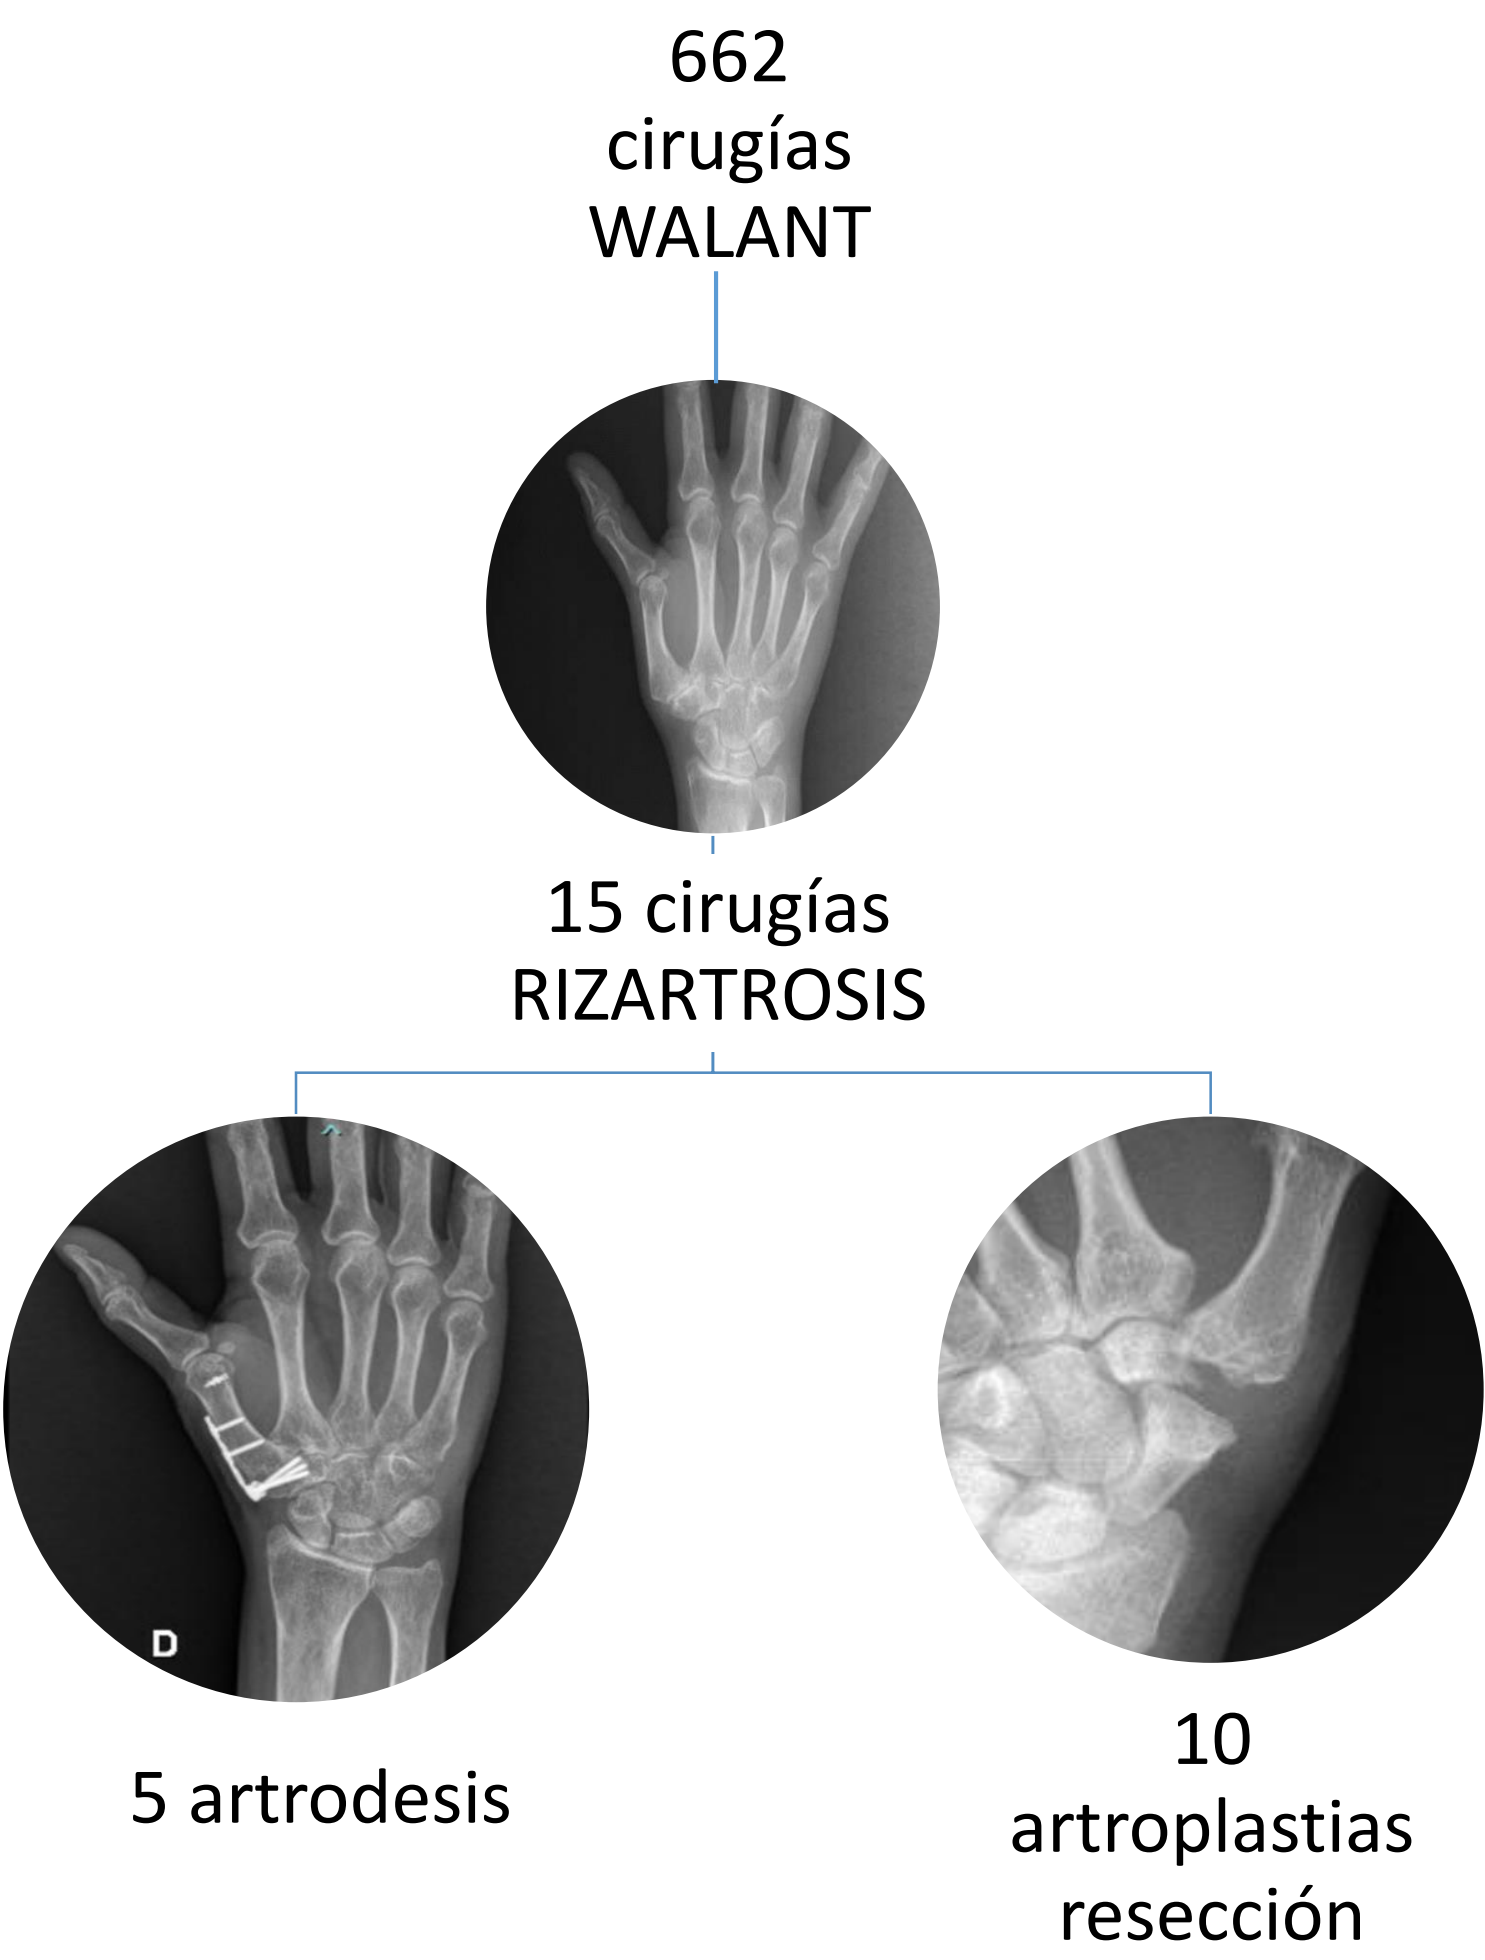 662
cirugías
WALANT
15 cirugías
RIZARTROSIS
D
5 artrodesis
10
artroplastias
resección